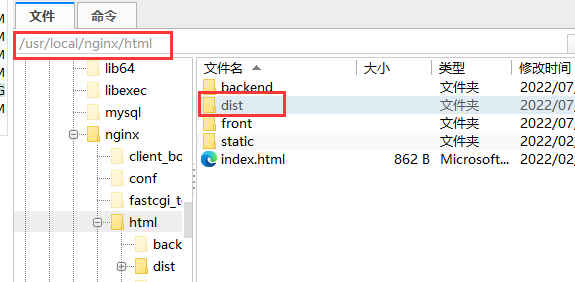 文件 命令
/usr/local/nginx/html
lib64
libexec
mysql
nginx
client_bc
conf
fastcgi_t
html
back
dist
文件名 大小 类型 修改时间
backend 文件夹 2022/07,
dist 文件夹 2022/07,
front 文件夹 2022/07,
static 文件夹 2022/02,
index.html 862 B Microsoft... 2022/02,